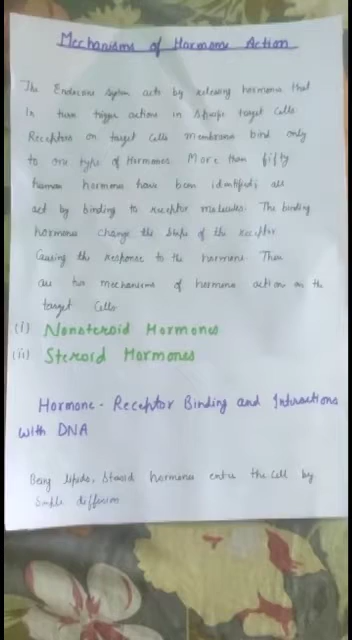 Mechanisms of Hormone Action
The Endocrine system acts by releasing hormones that
In turn trigger actions in specific target cells.
Receptors on target cells membrane bind only
to one type of Hormones. More than fifty
human hormone have been identified; all
act by binding to receptor molecules. The binding
hormone change the shape of the receptor
causing the response to the hormone. There
are two mechanisms of hormone action on the
target cells
(i) Nonsteroid Hormones
(ii) Steroid Hormones
Hormone - Receptor Binding and Interactions
with DNA
Being lipids, Steroid hormones enter the cell by
simple diffusion